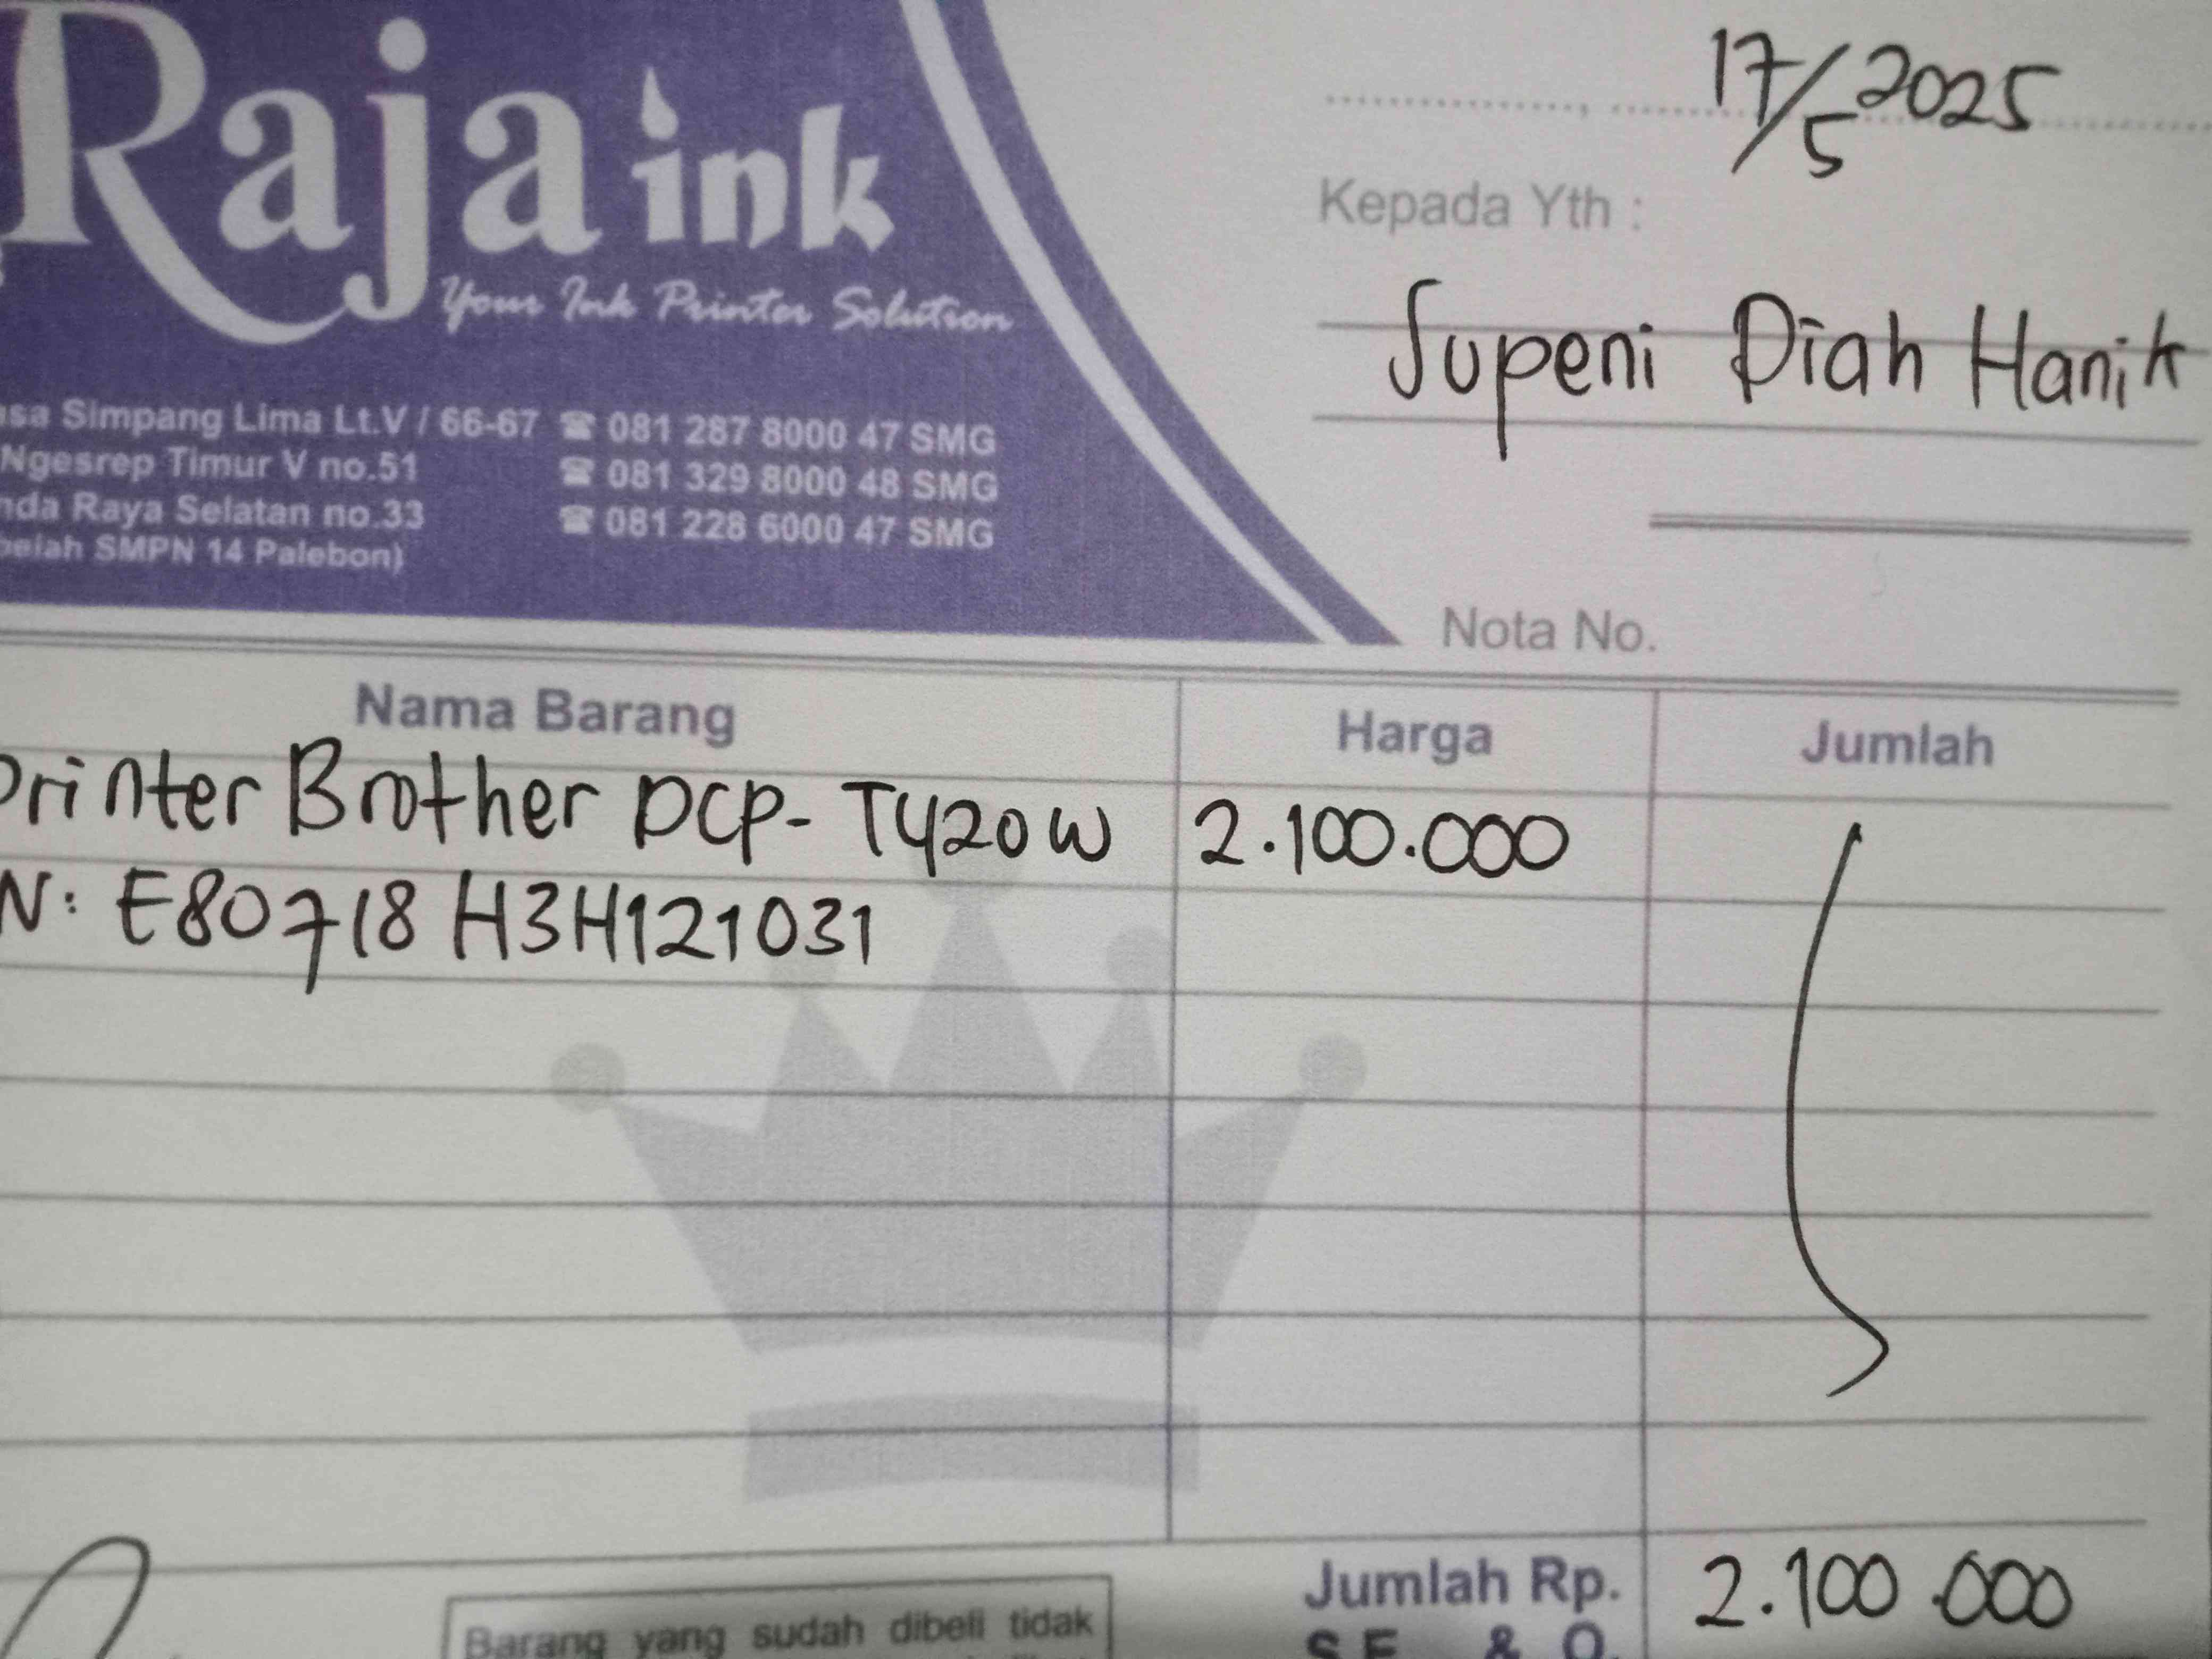 Raja ink
Your Ink Printer Solution
Simpang Lima Lt.V / 66-67 ☎ 081 287 8000 47 SMG
Ngesrep Timur V no.51 ☎ 081 329 8000 48 SMG
Raya Selatan no.33 ☎ 081 228 6000 47 SMG
SMPN 14 Palebon)
17/5 2025
Kepada Yth :
Supeni Diah Hanik
Nota No.
Nama Barang Harga Jumlah
Printer Brother DCP-T420W 2.100.000
N: E80718H3H121031
Jumlah Rp. 2.100.000
S.E. & O.
Barang yang sudah dibeli tidak